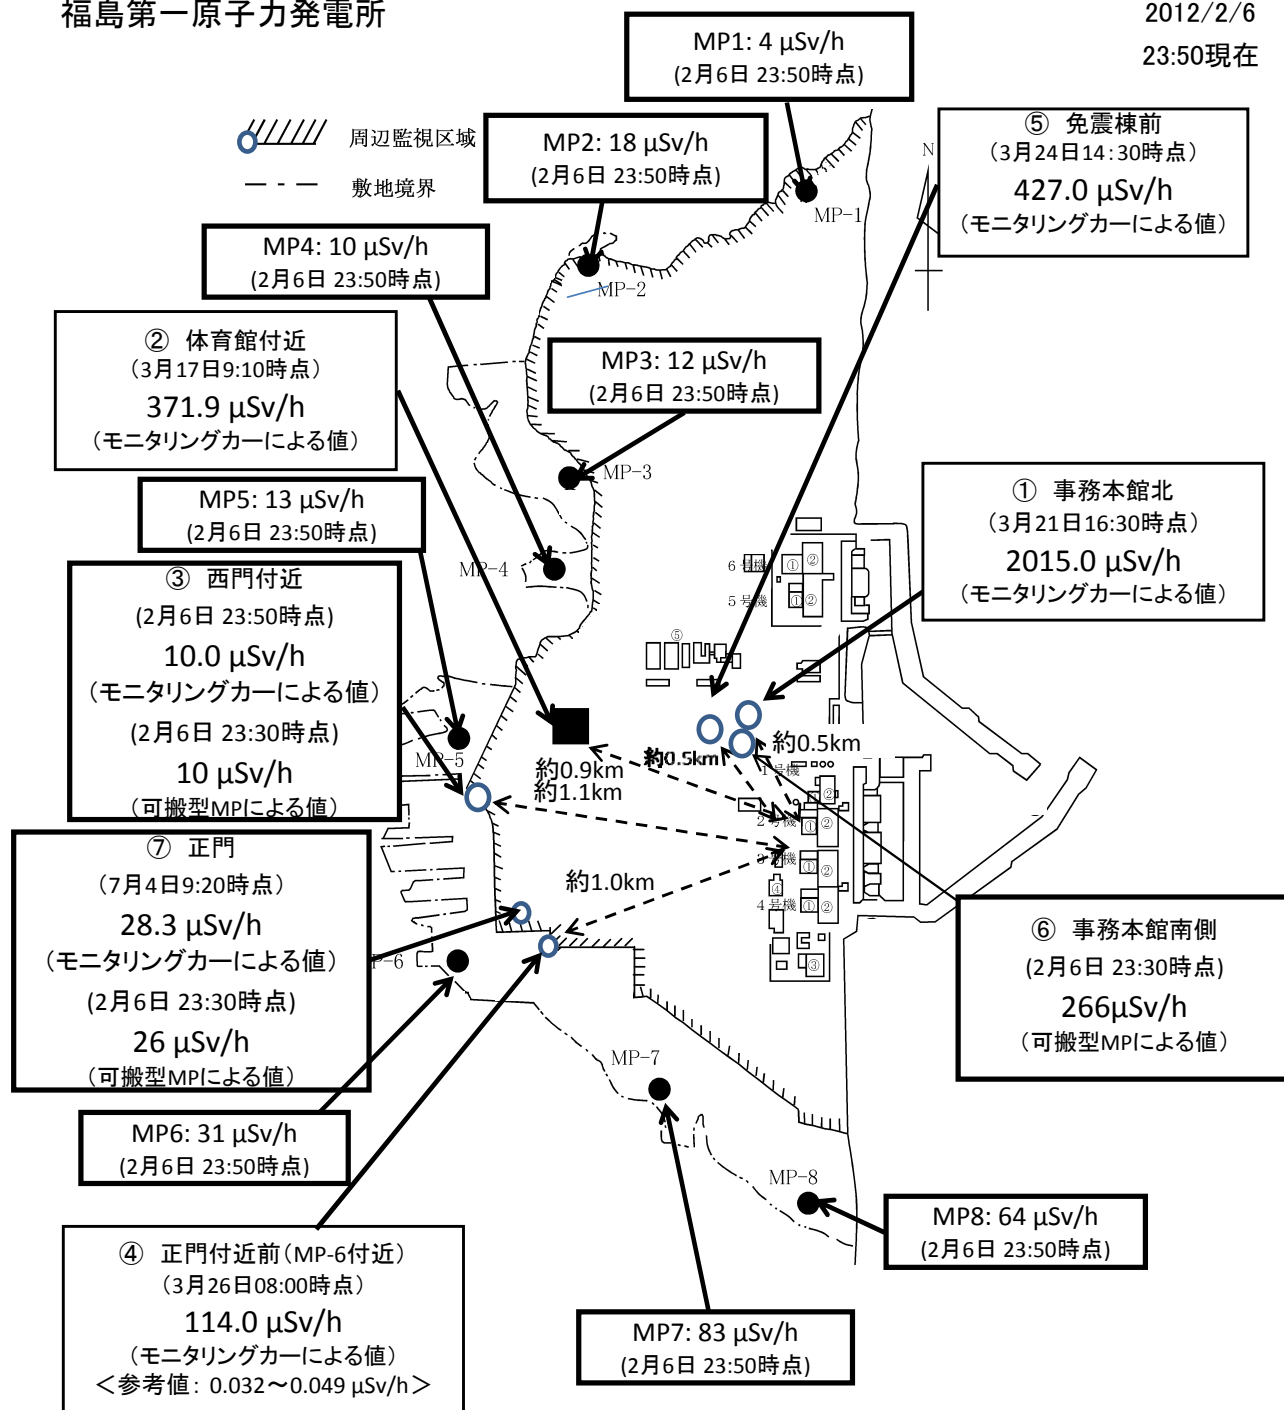 福島第一原子力発電所
2012/2/6
23:50現在
MP1: 4 μSv/h
(2月6日 23:50時点)
周辺監視区域
敷地境界
MP2: 18 μSv/h
(2月6日 23:50時点)
⑤ 免震棟前
(3月24日14:30時点)
427.0 μSv/h
(モニタリングカーによる値)
N
MP-1
MP4: 10 μSv/h
(2月6日 23:50時点)
MP-2
② 体育館付近
(3月17日9:10時点)
371.9 μSv/h
(モニタリングカーによる値)
MP3: 12 μSv/h
(2月6日 23:50時点)
MP-3
MP5: 13 μSv/h
(2月6日 23:50時点)
① 事務本館北
(3月21日16:30時点)
2015.0 μSv/h
(モニタリングカーによる値)
MP-4
6号機
①
②
5号機
①
②
③ 西門付近
(2月6日 23:50時点)
10.0 μSv/h
(モニタリングカーによる値)
(2月6日 23:30時点)
10 μSv/h
(可搬型MPによる値)
⑤
MP-5
約0.9km
約1.1km
約0.5km
約0.5km
1号機
①
②
2号機
①
②
3号機
①
②
④
4号機
①
②
③
約1.0km
⑦ 正門
(7月4日9:20時点)
28.3 μSv/h
(モニタリングカーによる値)
(2月6日 23:30時点)
26 μSv/h
(可搬型MPによる値)
P-6
⑥ 事務本館南側
(2月6日 23:30時点)
266μSv/h
(可搬型MPによる値)
MP-7
MP6: 31 μSv/h
(2月6日 23:50時点)
MP-8
MP8: 64 μSv/h
(2月6日 23:50時点)
④ 正門付近前(MP-6付近)
(3月26日08:00時点)
114.0 μSv/h
(モニタリングカーによる値)
<参考値: 0.032～0.049 μSv/h>
MP7: 83 μSv/h
(2月6日 23:50時点)